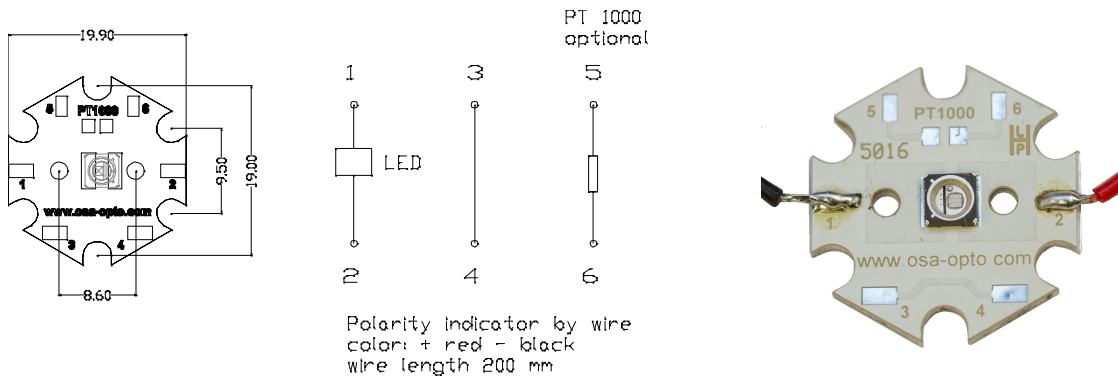 19.90
5
6
PT1000
1
2
www.osa-opto.com
3
4
8.60
9.50
19.00
PT 1000
optional
1
3
5
LED
2
4
6
Polarity indicator by wire
color: + red - black
wire length 200 mm
5
PT1000
6
5016
J
HLP
1
2
www.osa-opto com
3
4